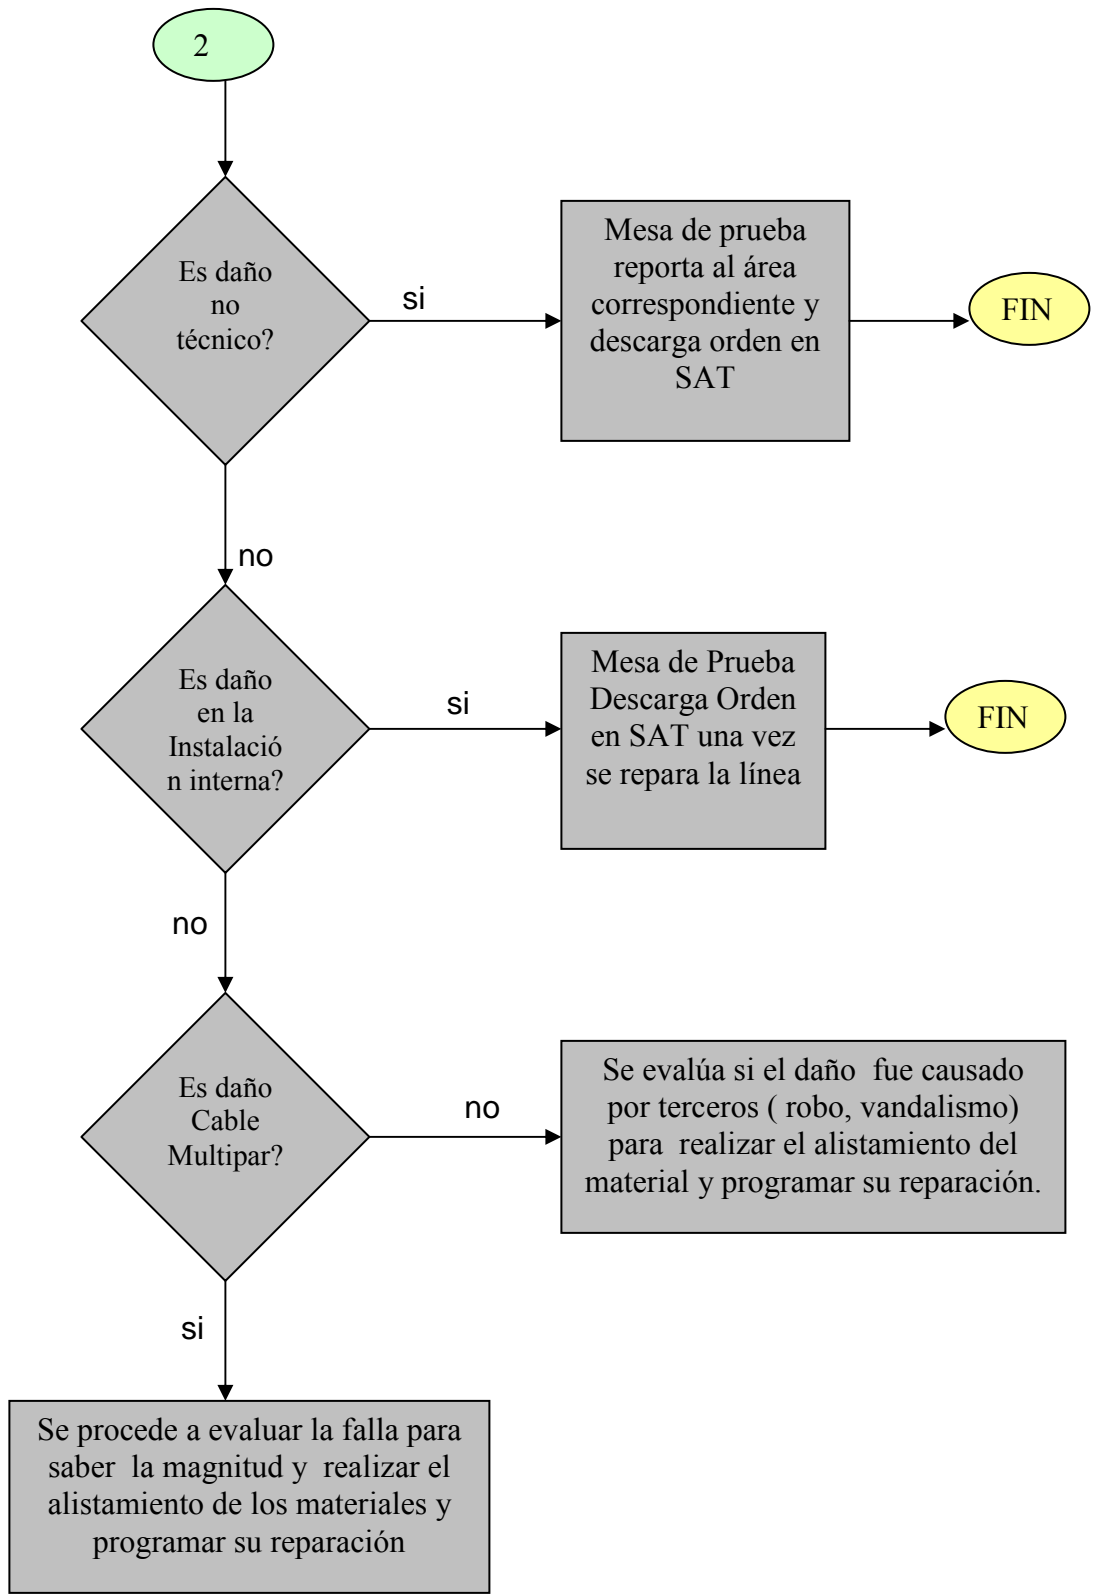 2
Es daño
no
técnico?
si
Mesa de prueba
reporta al área
correspondiente y
descarga orden en
SAT
FIN
no
Es daño
en la
Instalació
n interna?
si
Mesa de Prueba
Descarga Orden
en SAT una vez
se repara la línea
FIN
no
Es daño
Cable
Multipar?
no
Se evalúa si el daño  fue causado
por terceros ( robo, vandalismo)
para  realizar el alistamiento del
material y programar su reparación.
si
Se procede a evaluar la falla para
saber  la magnitud y  realizar el
alistamiento de los materiales y
programar su reparación